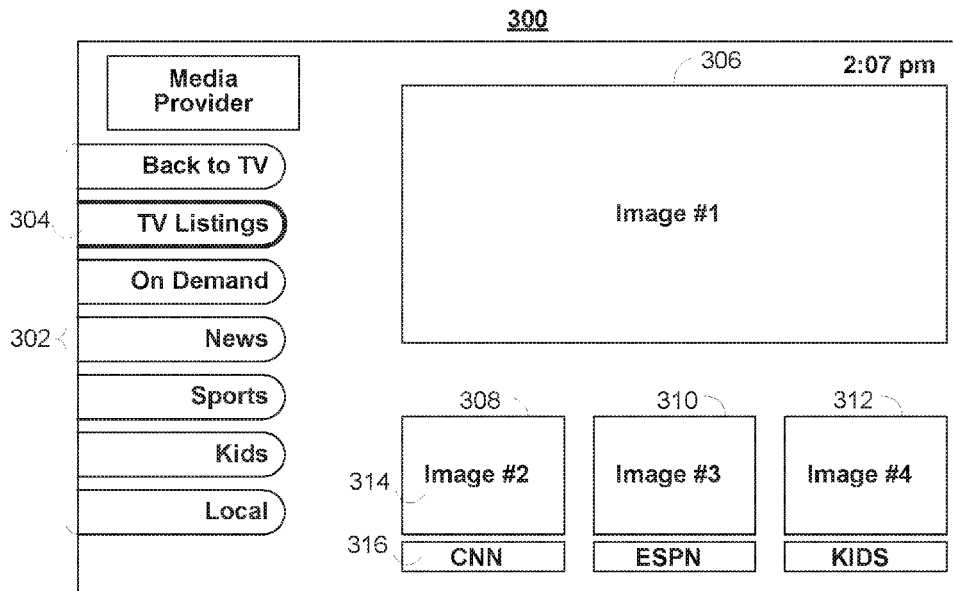 300
Media
Provider
2:07 pm
306
Back to TV
304
TV Listings
Image #1
On Demand
302
News
Sports
308
310
312
Kids
Image #2
Image #3
Image #4
314
Local
316
CNN
ESPN
KIDS